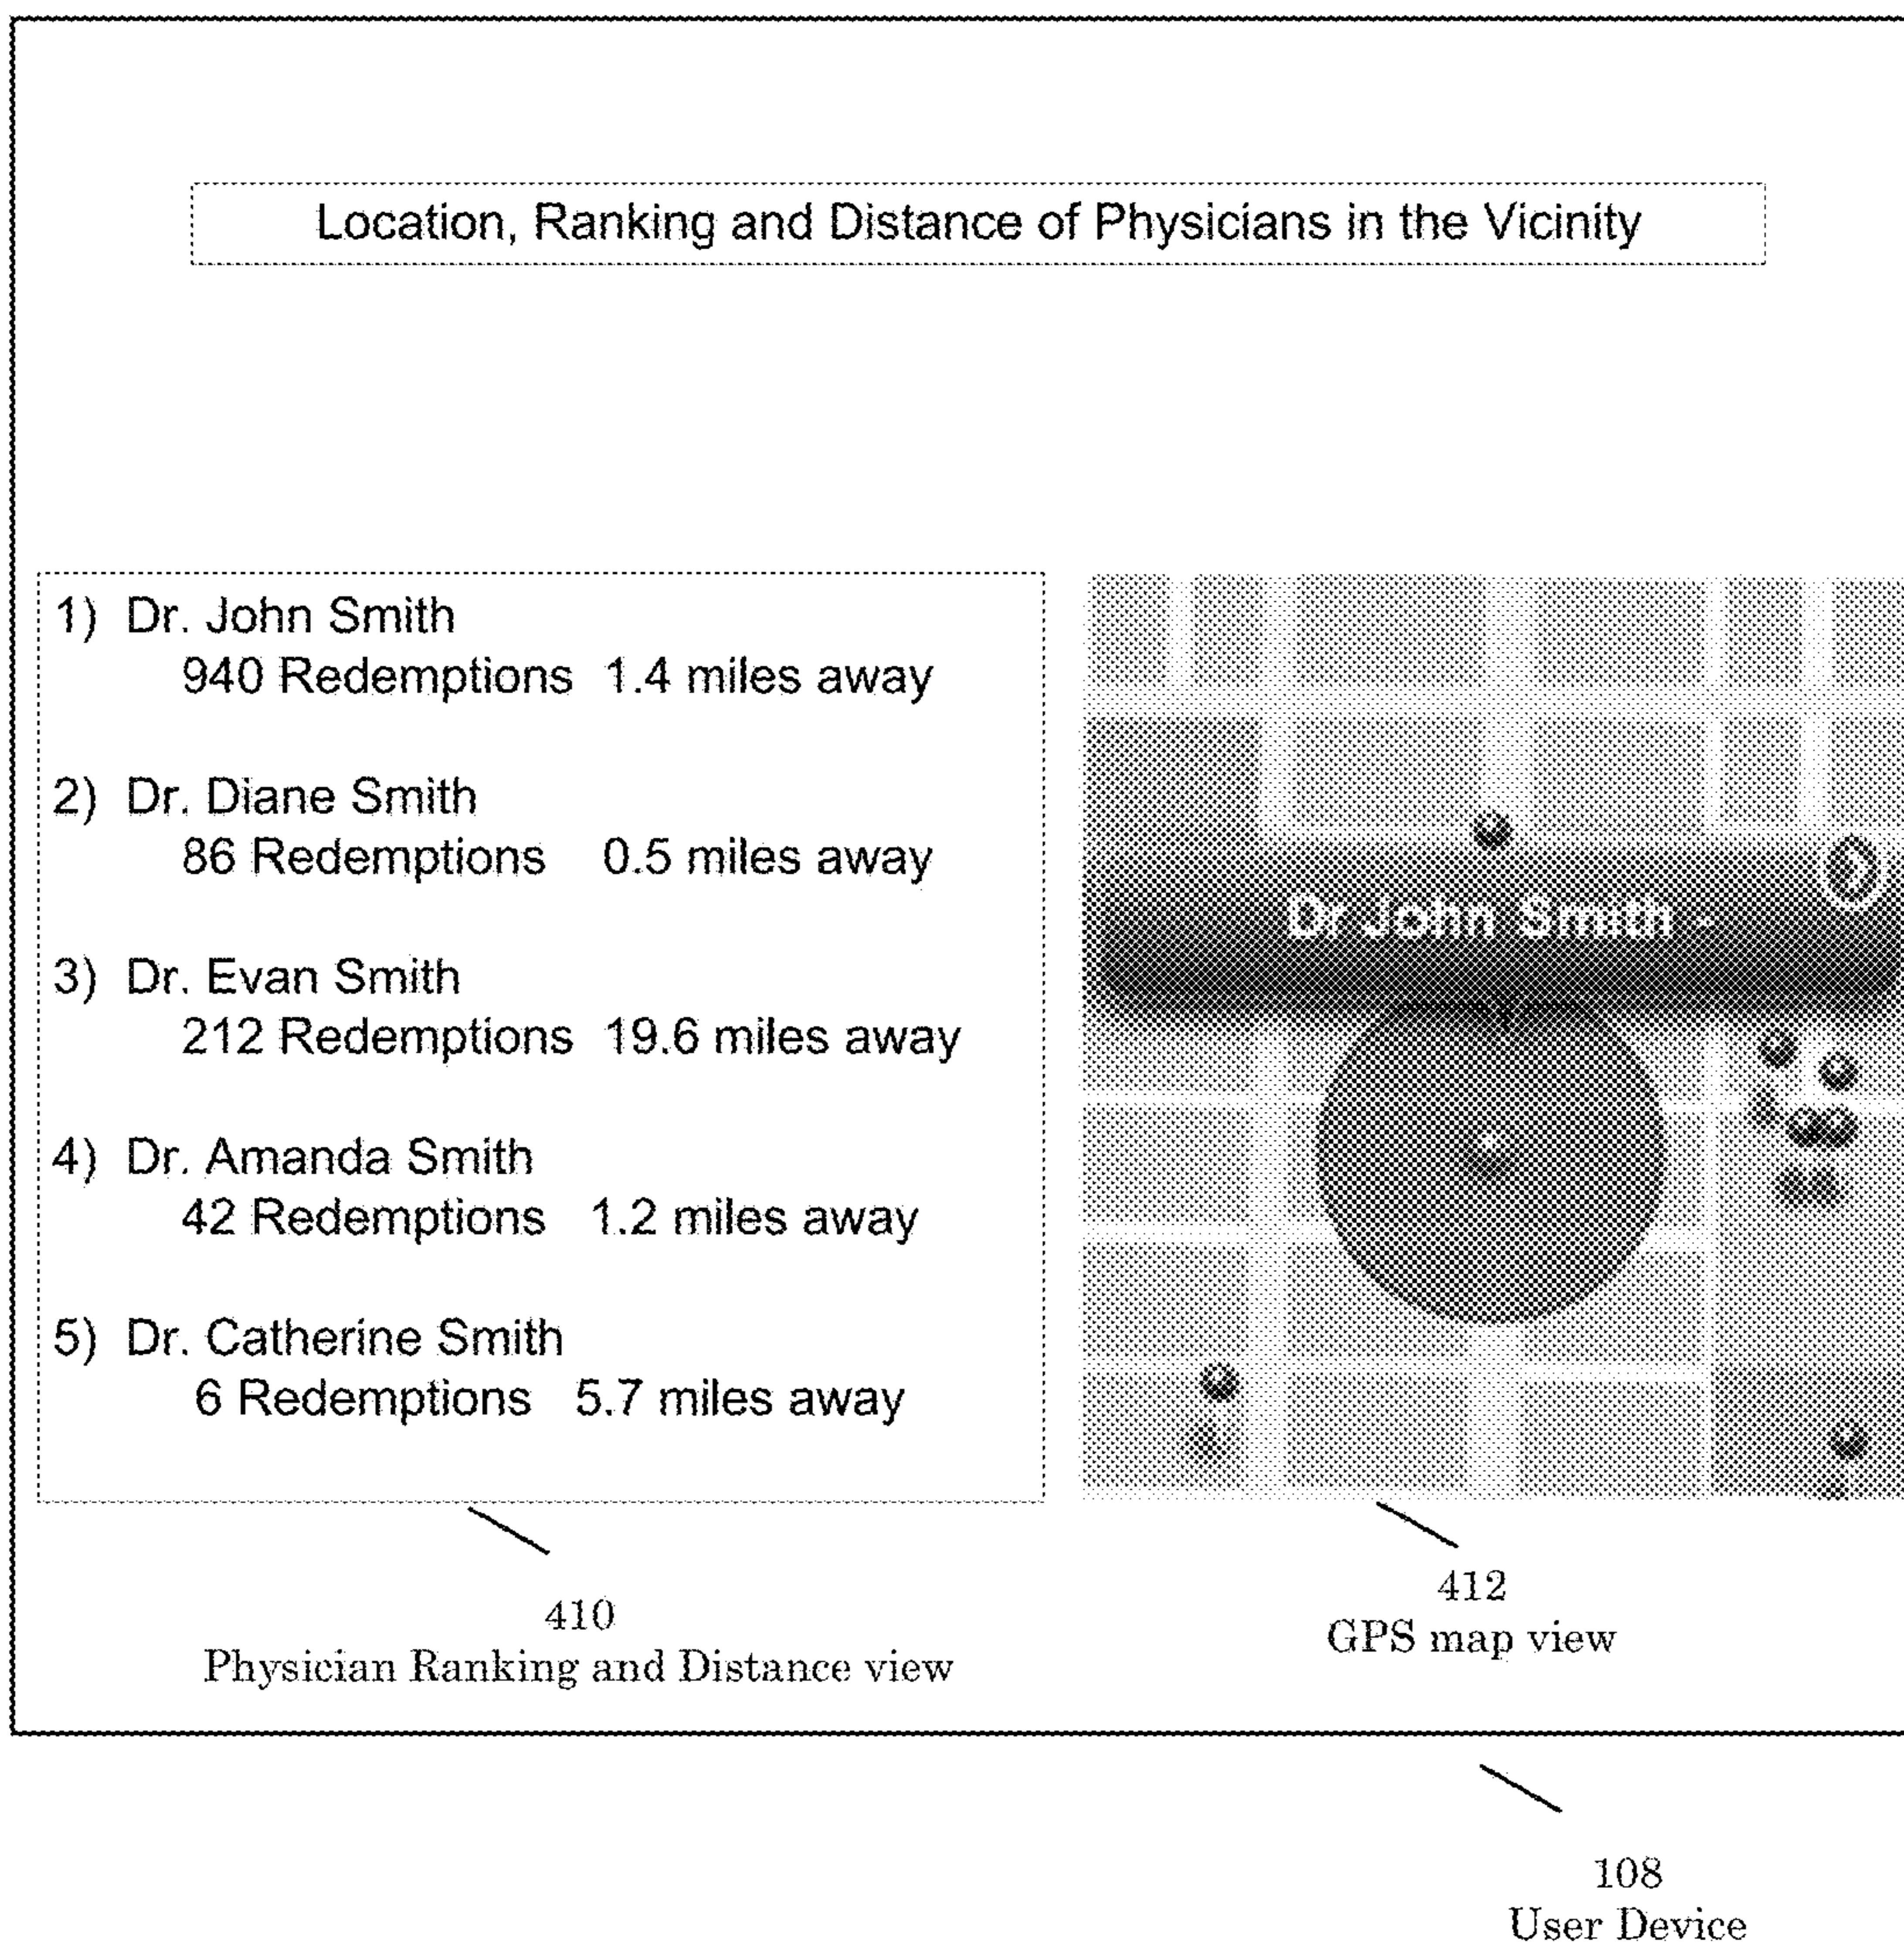 Location, Ranking and Distance of Physicians in the Vicinity
1) Dr. John Smith
940 Redemptions 1.4 miles away
2) Dr. Diane Smith
86 Redemptions 0.5 miles away
3) Dr. Evan Smith
212 Redemptions 19.6 miles away
4) Dr. Amanda Smith
42 Redemptions 1.2 miles away
5) Dr. Catherine Smith
6 Redemptions 5.7 miles away
Dr John Smith -
410
Physician Ranking and Distance view
412
GPS map view
108
User Device